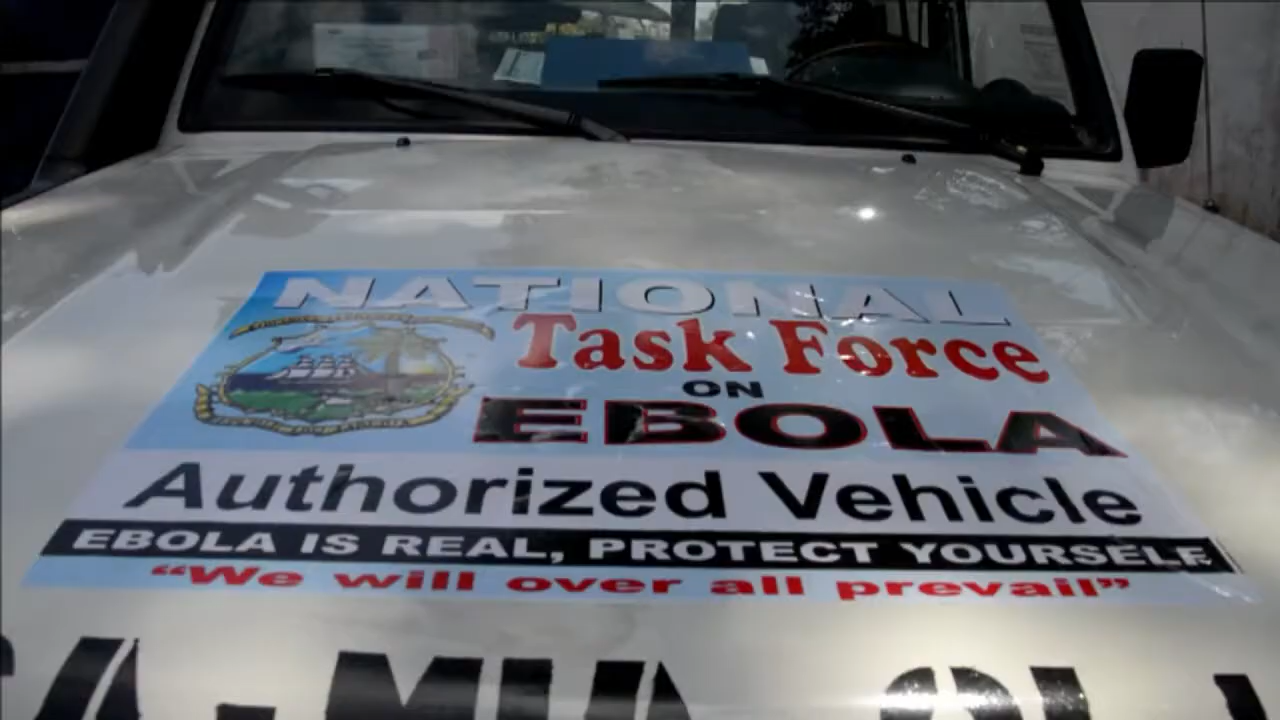 NATIONAL
Task Force
ON
EBOLA
Authorized Vehicle
EBOLA IS REAL, PROTECT YOURSELF
“We will over all prevail”